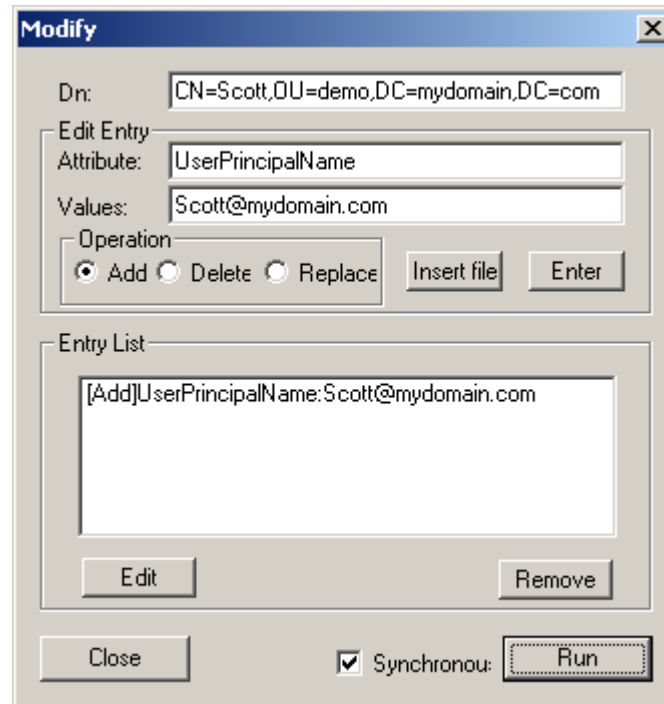 Modify
Dn: CN=Scott,OU=demo,DC=mydomain,DC=com
Edit Entry
Attribute: UserPrincipalName
Values: Scott@mydomain.com
Operation
Add Delete Replace Insert file Enter
Entry List
[Add]UserPrincipalName:Scott@mydomain.com
Edit Remove
Close Synchronou: Run